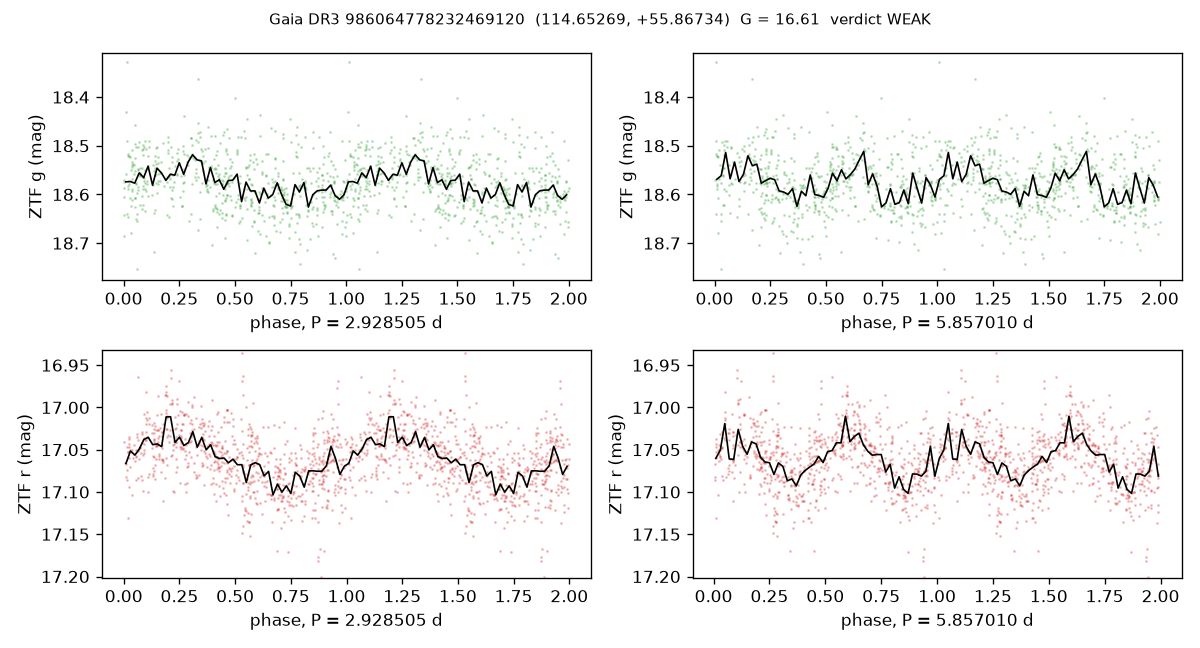 Gaia DR3 986064778232469120  (114.65269, +55.86734)  G = 16.61  verdict WEAK
ZTF g (mag)
18.4
18.5
18.6
18.7
0.00 0.25 0.50 0.75 1.00 1.25 1.50 1.75 2.00
phase, P = 2.928505 d
ZTF g (mag)
18.4
18.5
18.6
18.7
0.00 0.25 0.50 0.75 1.00 1.25 1.50 1.75 2.00
phase, P = 5.857010 d
ZTF r (mag)
16.95
17.00
17.05
17.10
17.15
17.20
0.00 0.25 0.50 0.75 1.00 1.25 1.50 1.75 2.00
phase, P = 2.928505 d
ZTF r (mag)
16.95
17.00
17.05
17.10
17.15
17.20
0.00 0.25 0.50 0.75 1.00 1.25 1.50 1.75 2.00
phase, P = 5.857010 d